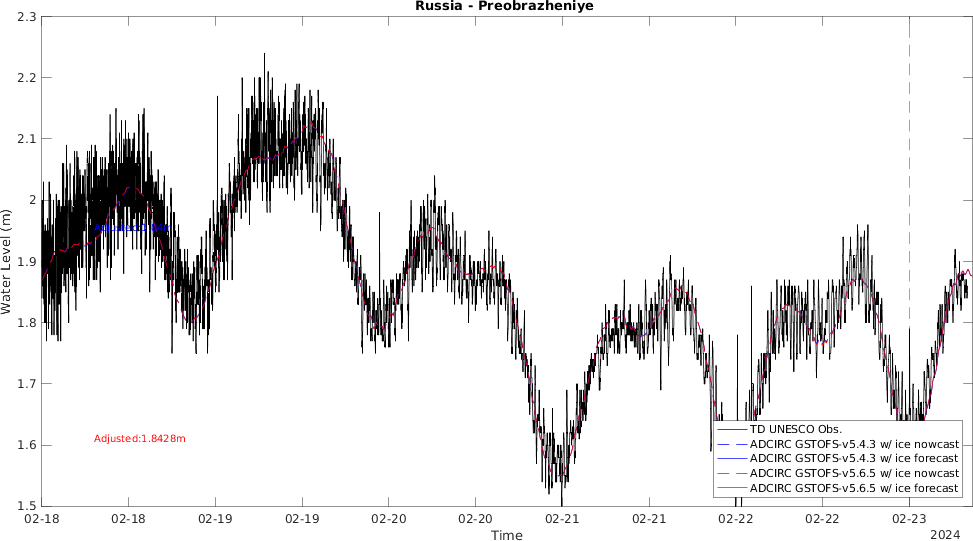 Russia - Preobrazheniye
2.3
2.2
2.1
2
1.9
1.8
1.7
1.6
1.5
Water Level (m)
Adjusted:1.8428m
TD UNESCO Obs.
ADCIRC GSTOFS-v5.4.3 w/ ice nowcast
ADCIRC GSTOFS-v5.4.3 w/ ice forecast
ADCIRC GSTOFS-v5.6.5 w/ ice nowcast
ADCIRC GSTOFS-v5.6.5 w/ ice forecast
02-18 02-18 02-19 02-19 02-20 02-20 02-21 02-21 02-22 02-22 02-23
Time
2024